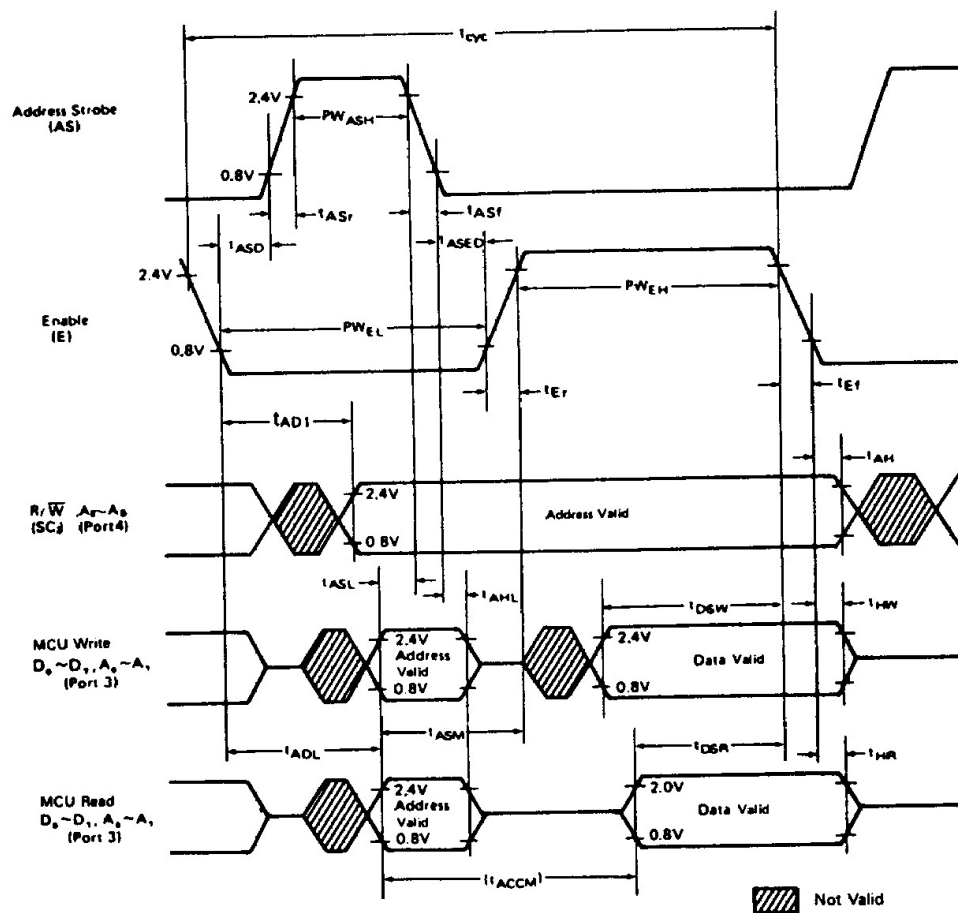 tcyc
2.4V
PWASH
Address Strobe
(AS)
0.8V
tASr
tASf
tASD
tASED
2.4V
PWEH
Enable
(E)
PWEL
0.8V
tEr
tEf
tAD1
tAH
2.4V
R/W̅ ,A₈~A₁₅
(SC₂) (Port4)
Address Valid
0.8V
tASL
tAHL
tDSW
tHW
MCU Write
D₀~D₇, A₀~A₇
(Port 3)
2.4V
Address
Valid
0.8V
2.4V
Data Valid
0.8V
tADL
tASM
tDSR
tHR
MCU Read
D₀~D₇, A₀~A₇
(Port 3)
2.4V
Address
Valid
0.8V
2.0V
Data Valid
0.8V
(tACCM)
Not Valid